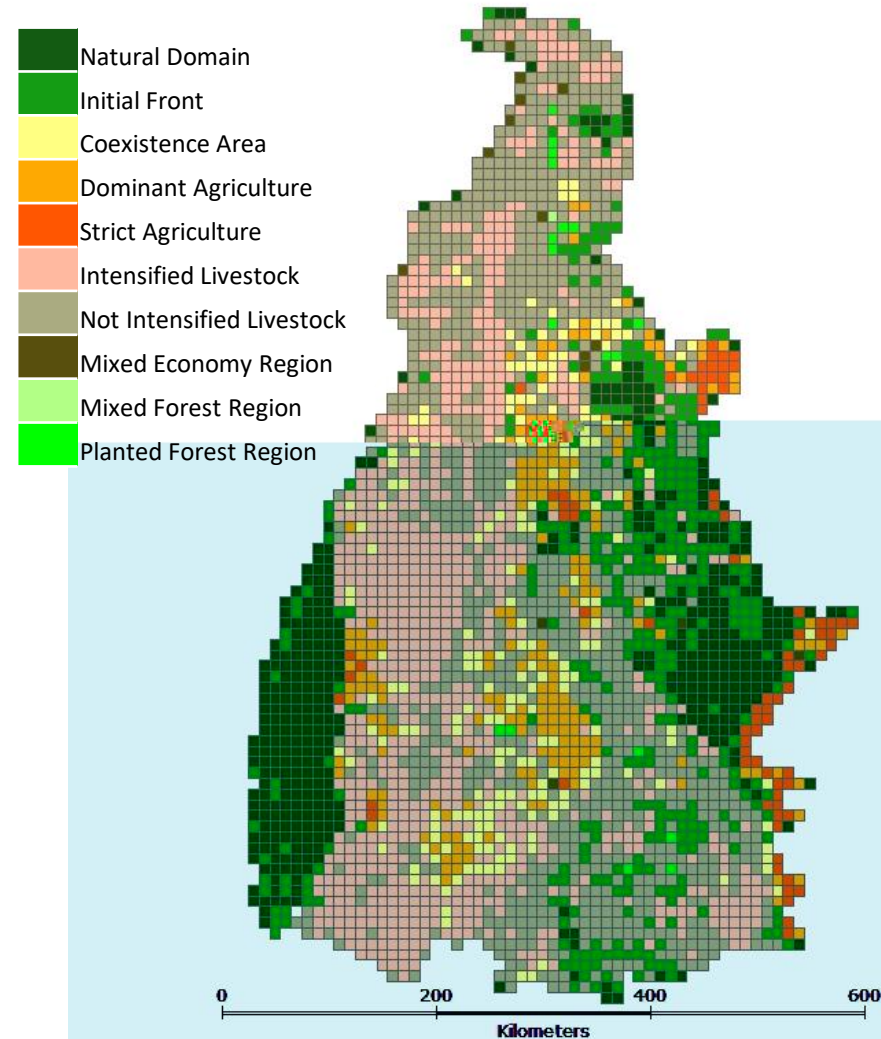 Natural Domain
Initial Front
Coexistence Area
Dominant Agriculture
Strict Agriculture
Intensified Livestock
Not Intensified Livestock
Mixed Economy Region
Mixed Forest Region
Planted Forest Region
0 200 400 600
Kilometers